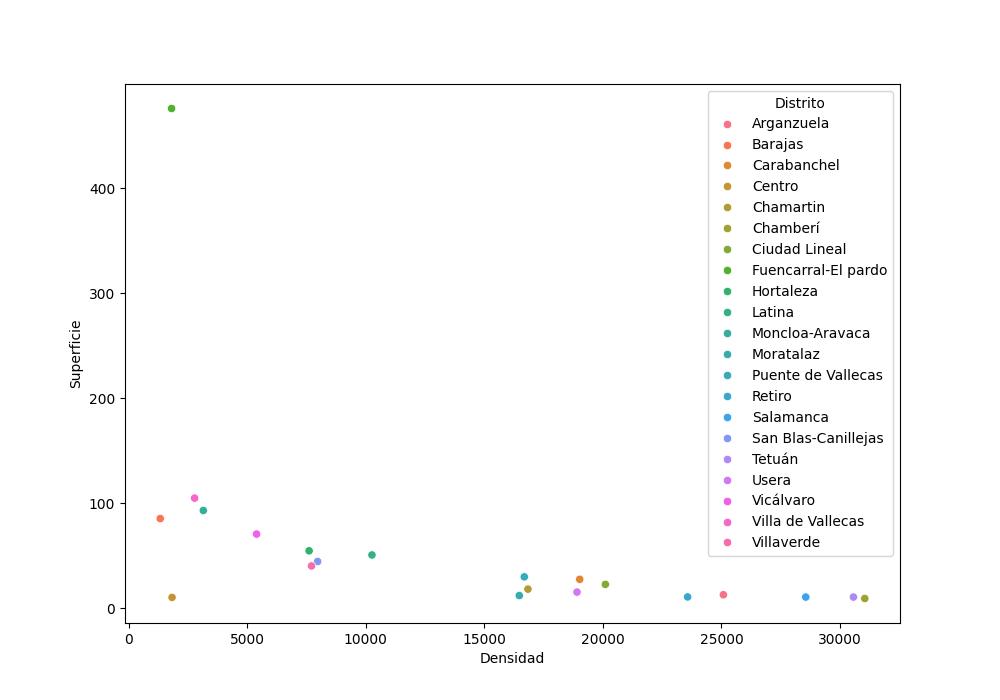 Distrito
Arganzuela
Barajas
Carabanchel
Centro
Chamartin
Chamberí
Ciudad Lineal
Fuencarral-El pardo
Hortaleza
Latina
Moncloa-Aravaca
Moratalaz
Puente de Vallecas
Retiro
Salamanca
San Blas-Canillejas
Tetuán
Usera
Vicálvaro
Villa de Vallecas
Villaverde
Superficie
400
300
200
100
0
0 5000 10000 15000 20000 25000 30000
Densidad